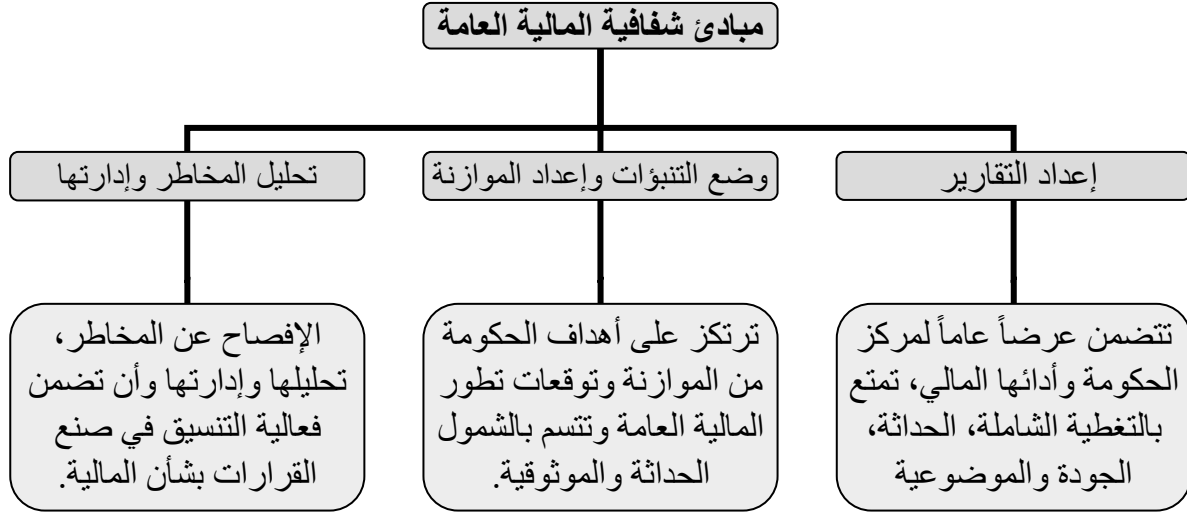 مبادئ شفافية المالية العامة
إعداد التقارير
وضع التنبؤات وإعداد الموازنة
تحليل المخاطر وإدارتها
تتضمن عرضاً عاماً لمركز
الحكومة وأدائها المالي، تمتع
بالتغطية الشاملة، الحداثة،
الجودة والموضوعية
ترتكز على أهداف الحكومة
من الموازنة وتوقعات تطور
المالية العامة وتتسم بالشمول
الحداثة والموثوقية.
الإفصاح عن المخاطر،
تحليلها وإدارتها وأن تضمن
فعالية التنسيق في صنع
القرارات بشأن المالية.